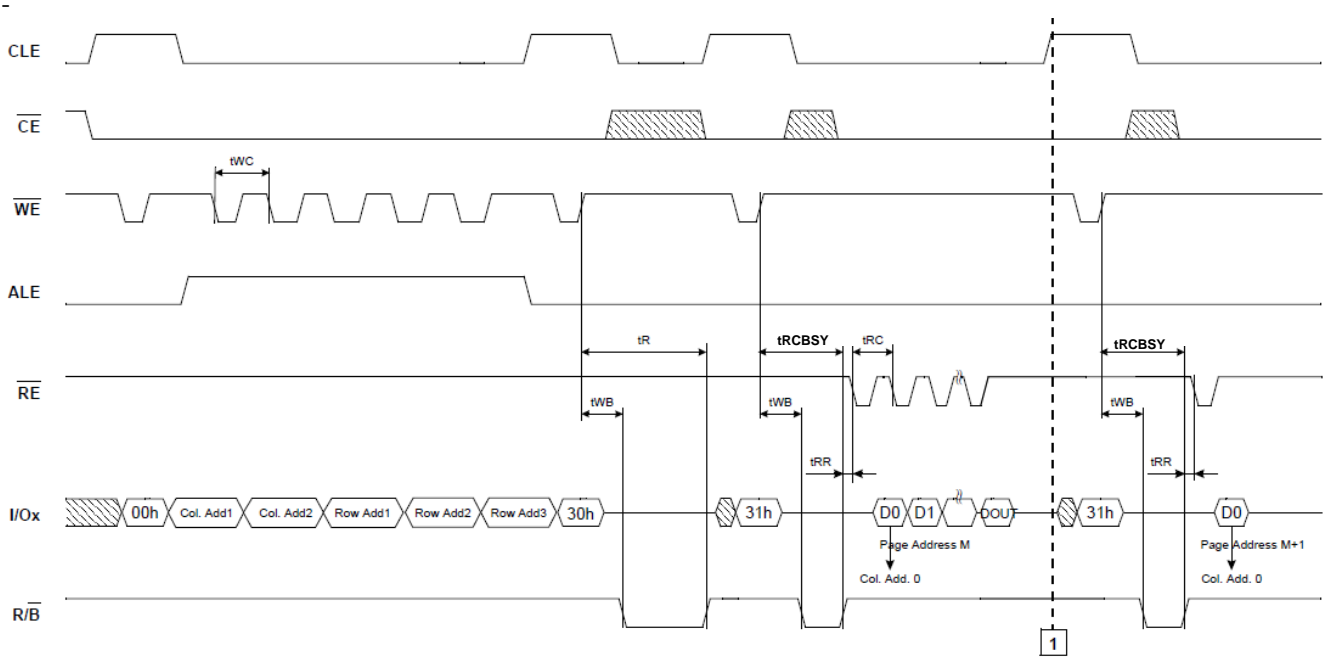 CLE
CE
tWC
WE
ALE
tR
tRCBSY
tRC
tRCBSY
RE
tWB
tWB
tWB
tRR
tRR
I/Ox
00h
Col. Add1
Col. Add2
Row Add1
Row Add2
Row Add3
30h
31h
D0
D1
DOUT
31h
D0
Page Address M
Page Address M+1
Col. Add. 0
Col. Add. 0
R/B
1